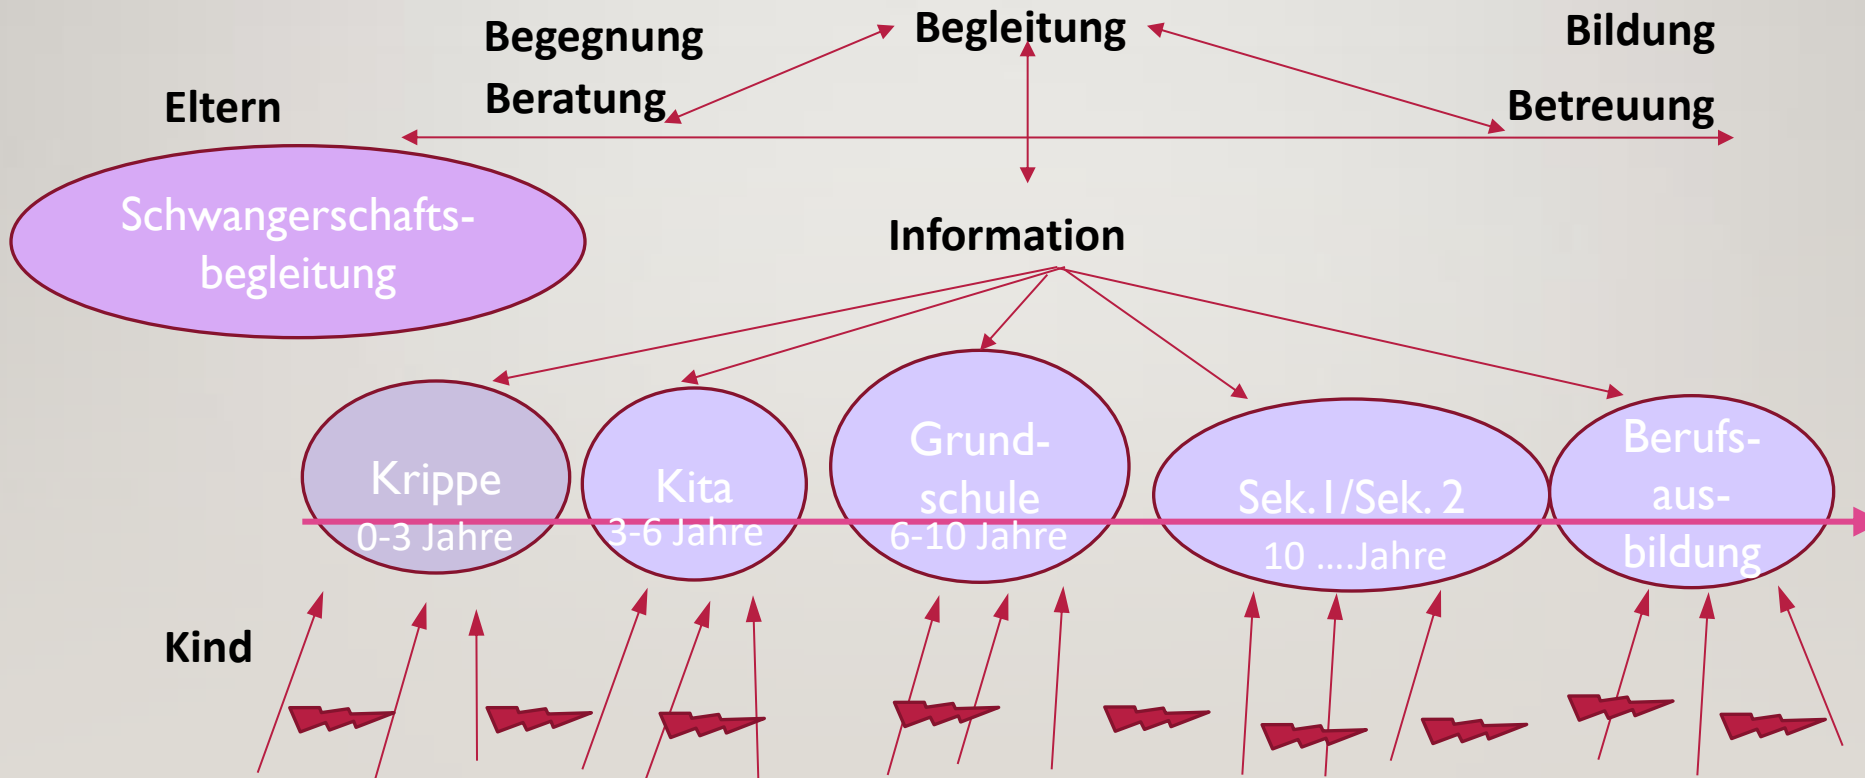 Begegnung
Begleitung
Bildung
Eltern
Beratung
Betreuung
Schwangerschafts-
begleitung
Information
Krippe
0-3 Jahre
Kita
3-6 Jahre
Grund-
schule
6-10 Jahre
Sek.1/Sek. 2
10 ....Jahre
Berufs-
aus-
bildung
Kind